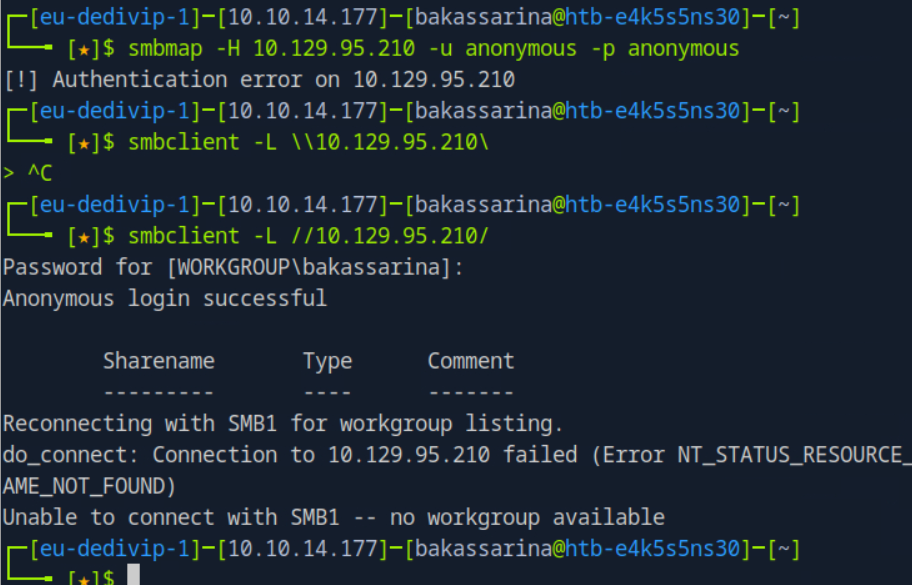 ┌─[eu-dedivip-1]─[10.10.14.177]─[bakassarina@htb-e4k5s5ns30]─[~]
└──╼ [★]$ smbmap -H 10.129.95.210 -u anonymous -p anonymous
[!] Authentication error on 10.129.95.210
┌─[eu-dedivip-1]─[10.10.14.177]─[bakassarina@htb-e4k5s5ns30]─[~]
└──╼ [★]$ smbclient -L \\10.129.95.210\
> ^C
┌─[eu-dedivip-1]─[10.10.14.177]─[bakassarina@htb-e4k5s5ns30]─[~]
└──╼ [★]$ smbclient -L //10.129.95.210/
Password for [WORKGROUP\bakassarina]:
Anonymous login successful
Sharename Type Comment
--------- ---- -------
Reconnecting with SMB1 for workgroup listing.
do_connect: Connection to 10.129.95.210 failed (Error NT_STATUS_RESOURCE_
AME_NOT_FOUND)
Unable to connect with SMB1 -- no workgroup available
┌─[eu-dedivip-1]─[10.10.14.177]─[bakassarina@htb-e4k5s5ns30]─[~]
└──╼ [★]$